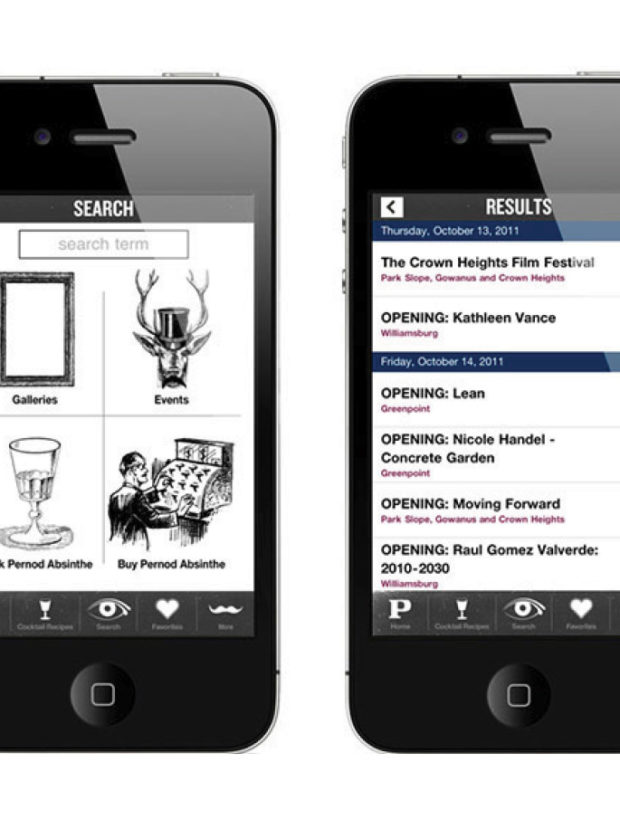 SEARCH
search term
Galleries
Events
k Pernod Absinthe
Buy Pernod Absinthe
Cocktail Recipes
Search
Favorites
More
RESULTS
Thursday, October 13, 2011
The Crown Heights Film Festival
Park Slope, Gowanus and Crown Heights
OPENING: Kathleen Vance
Williamsburg
Friday, October 14, 2011
OPENING: Lean
Greenpoint
OPENING: Nicole Handel -
Concrete Garden
Greenpoint
OPENING: Moving Forward
Park Slope, Gowanus and Crown Heights
OPENING: Raul Gomez Valverde:
2010-2030
Williamsburg
P
Home
Cocktail Recipes
Search
Favorites